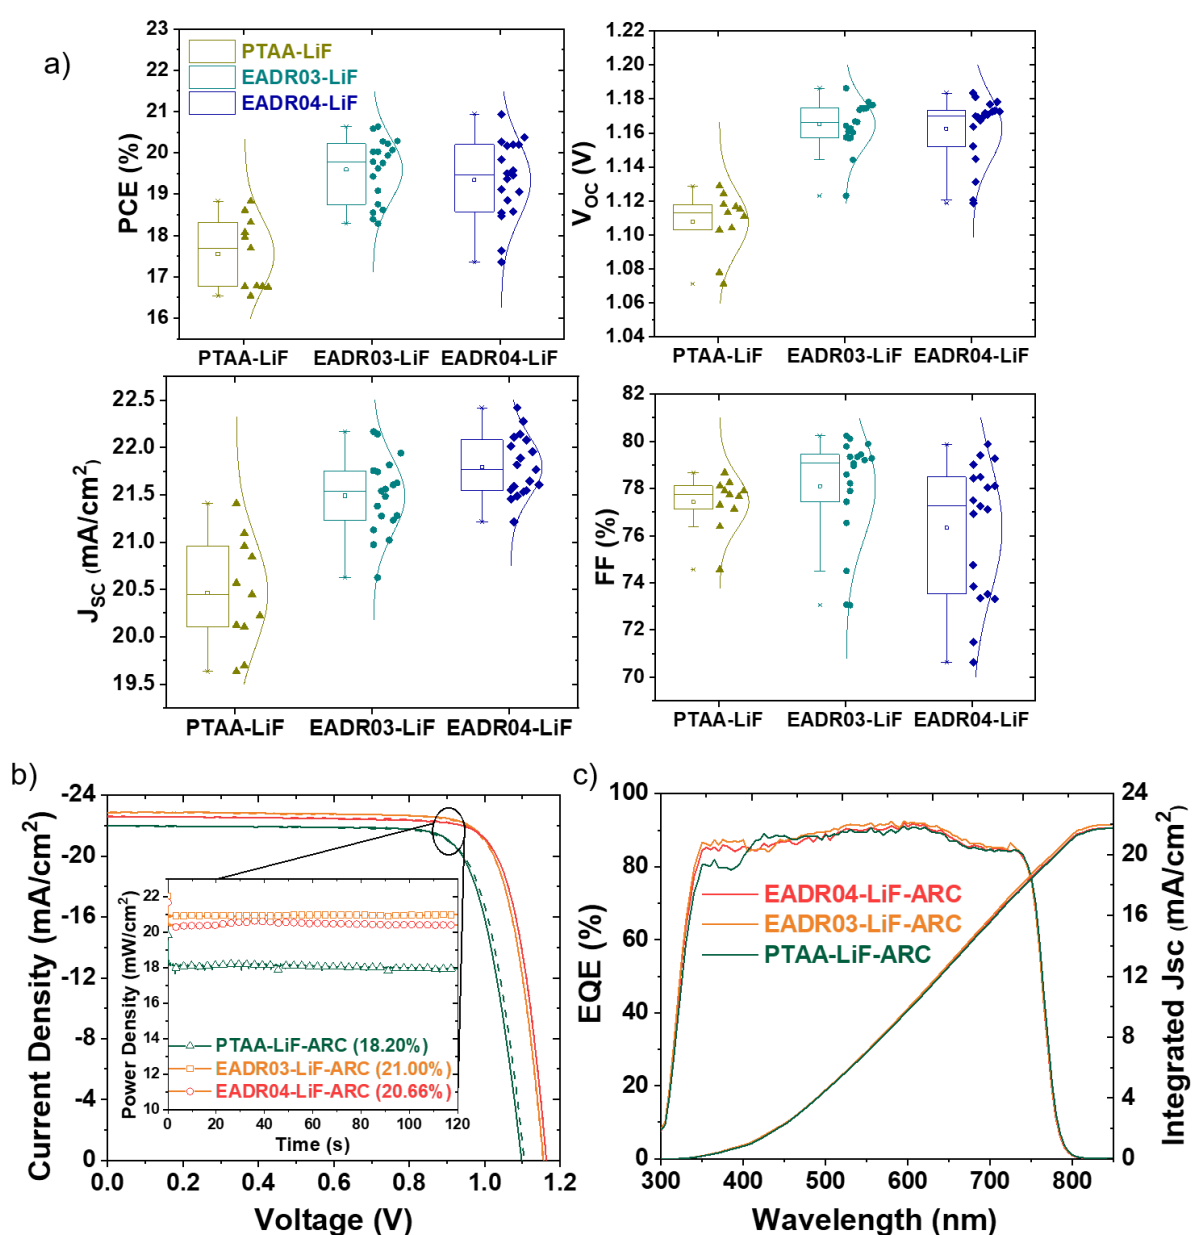 a)
PCE (%)
23
22
21
20
19
18
17
16
PTAA-LiF
EADR03-LiF
EADR04-LiF
PTAA-LiF EADR03-LiF EADR04-LiF
VOC (V)
1.22
1.20
1.18
1.16
1.14
1.12
1.10
1.08
1.06
1.04
PTAA-LiF EADR03-LiF EADR04-LiF
JSC (mA/cm2)
22.5
22.0
21.5
21.0
20.5
20.0
19.5
PTAA-LiF EADR03-LiF EADR04-LiF
FF (%)
82
80
78
76
74
72
70
PTAA-LiF EADR03-LiF EADR04-LiF
b)
Current Density (mA/cm2)
-24
-20
-16
-12
-8
-4
0
0.0 0.2 0.4 0.6 0.8 1.0 1.2
Voltage (V)
Power Density (mW/cm2)
22
20
18
16
14
12
10
PTAA-LiF-ARC (18.20%)
EADR03-LiF-ARC (21.00%)
EADR04-LiF-ARC (20.66%)
0 20 40 60 80 100 120
Time (s)
c)
EQE (%)
100
80
60
40
20
0
EADR04-LiF-ARC
EADR03-LiF-ARC
PTAA-LiF-ARC
24
20
16
12
8
4
0
Integrated Jsc (mA/cm2)
300 400 500 600 700 800
Wavelength (nm)